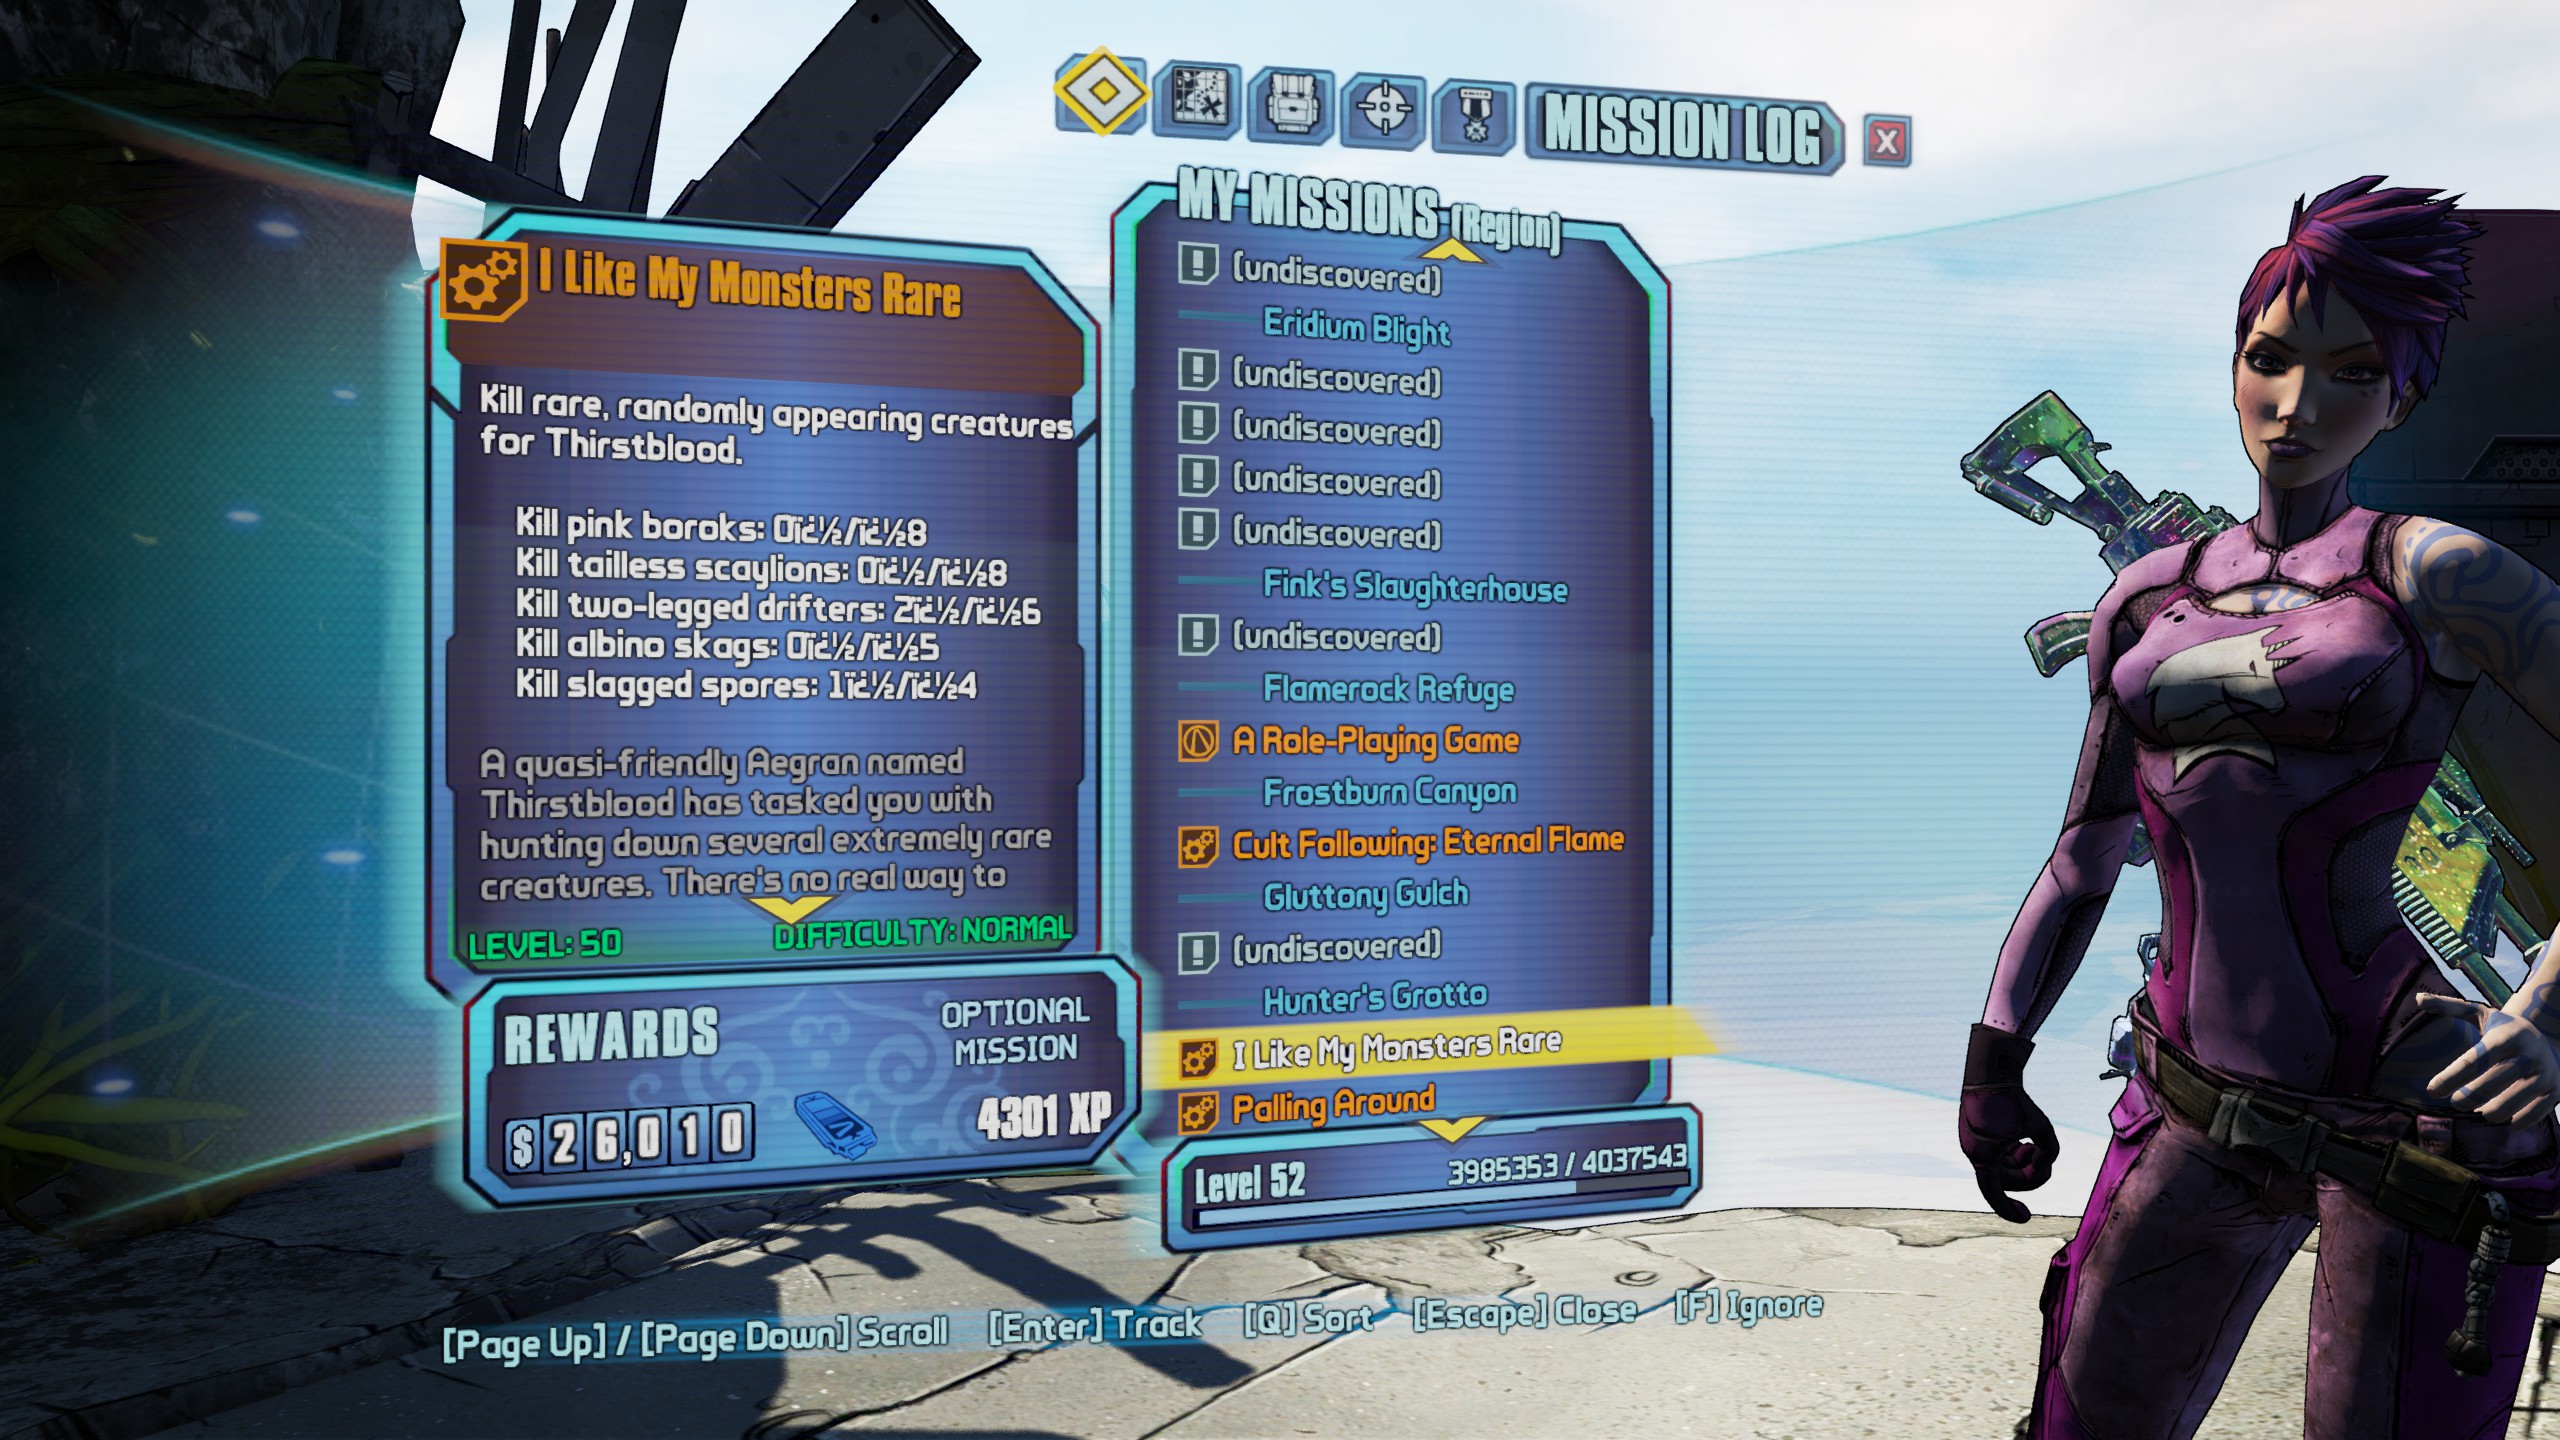 MISSION LOG
X
I Like My Monsters Rare
Kill rare, randomly appearing creatures
for Thirstblood.
Kill pink boroks: 0ï¿½/ï¿½8
Kill tailless scaylions: 0ï¿½/ï¿½8
Kill two-legged drifters: 2ï¿½/ï¿½6
Kill albino skags: 0ï¿½/ï¿½5
Kill slagged spores: 1ï¿½/ï¿½4
A quasi-friendly Aegran named
Thirstblood has tasked you with
hunting down several extremely rare
creatures. There's no real way to
LEVEL: 50
DIFFICULTY: NORMAL
REWARDS
OPTIONAL
MISSION
$26,010
4301 XP
MY MISSIONS (Region)
(undiscovered)
Eridium Blight
(undiscovered)
(undiscovered)
(undiscovered)
(undiscovered)
Fink's Slaughterhouse
(undiscovered)
Flamerock Refuge
A Role-Playing Game
Frostburn Canyon
Cult Following: Eternal Flame
Gluttony Gulch
(undiscovered)
Hunter's Grotto
I Like My Monsters Rare
Palling Around
Level 52
3985353 / 4037543
[Page Up] / [Page Down] Scroll [Enter] Track [Q] Sort [Escape] Close [F] Ignore